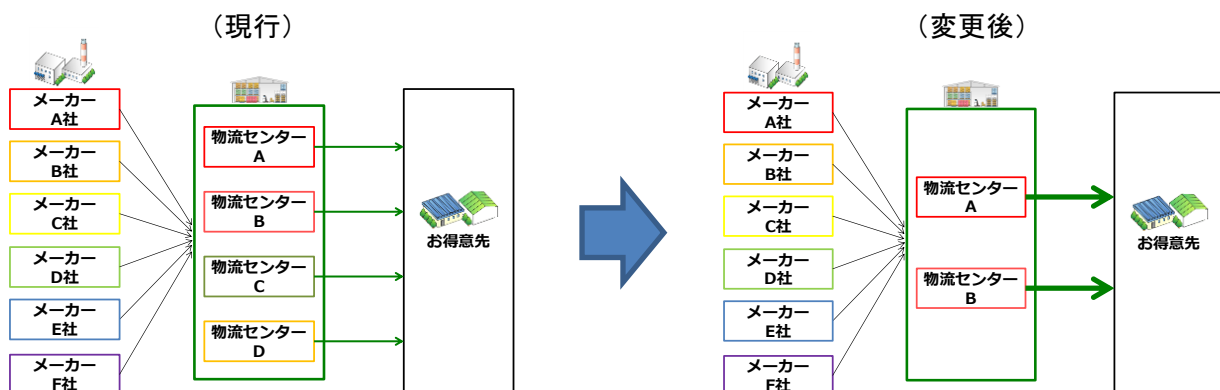 （現行）
メーカー
A社
メーカー
B社
メーカー
C社
メーカー
D社
メーカー
E社
メーカー
F社
物流センター
A
物流センター
B
物流センター
C
物流センター
D
お得意先
（変更後）
メーカー
A社
メーカー
B社
メーカー
C社
メーカー
D社
メーカー
E社
メーカー
F社
物流センター
A
物流センター
B
お得意先